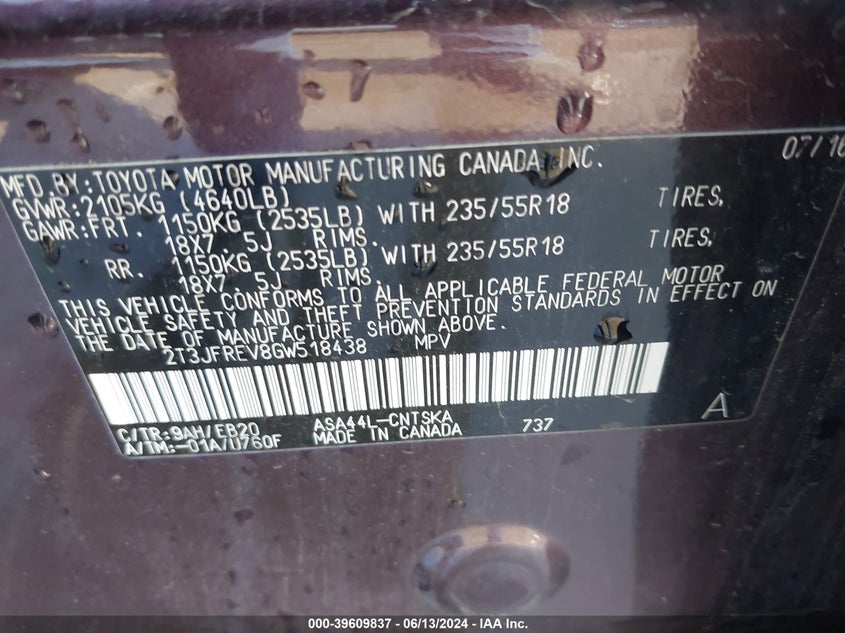 07/16
MFD.BY:TOYOTA MOTOR MANUFACTURING CANADA INC.
GVWR:2105KG (4640LB)
GAWR:FRT. 1150KG (2535LB) WITH 235/55R18 TIRES,
18X7 5J RIMS.
RR. 1150KG (2535LB) WITH 235/55R18 TIRES,
18X7 5J RIMS.
THIS VEHICLE CONFORMS TO ALL APPLICABLE FEDERAL MOTOR
VEHICLE SAFETY AND THEFT PREVENTION STANDARDS IN EFFECT ON
THE DATE OF MANUFACTURE SHOWN ABOVE.
2T3JFREV8GW518438 MPV
A
C/TR:9AH/EB20 ASA44L-CNTSKA 737
A/TM:-01A/U760F MADE IN CANADA
000-39609837 - 06/13/2024 - IAA Inc.